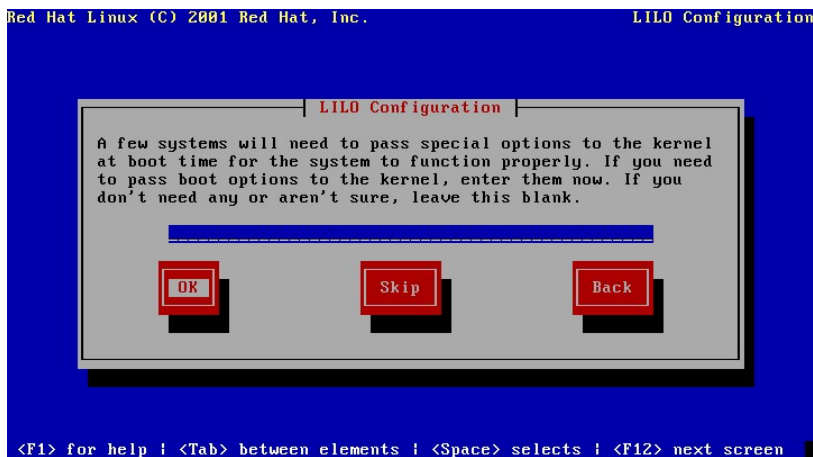 Red Hat Linux (C) 2001 Red Hat, Inc. LILO Configuration
LILO Configuration
A few systems will need to pass special options to the kernel
at boot time for the system to function properly. If you need
to pass boot options to the kernel, enter them now. If you
don't need any or aren't sure, leave this blank.
OK Skip Back
<F1> for help | <Tab> between elements | <Space> selects | <F12> next screen